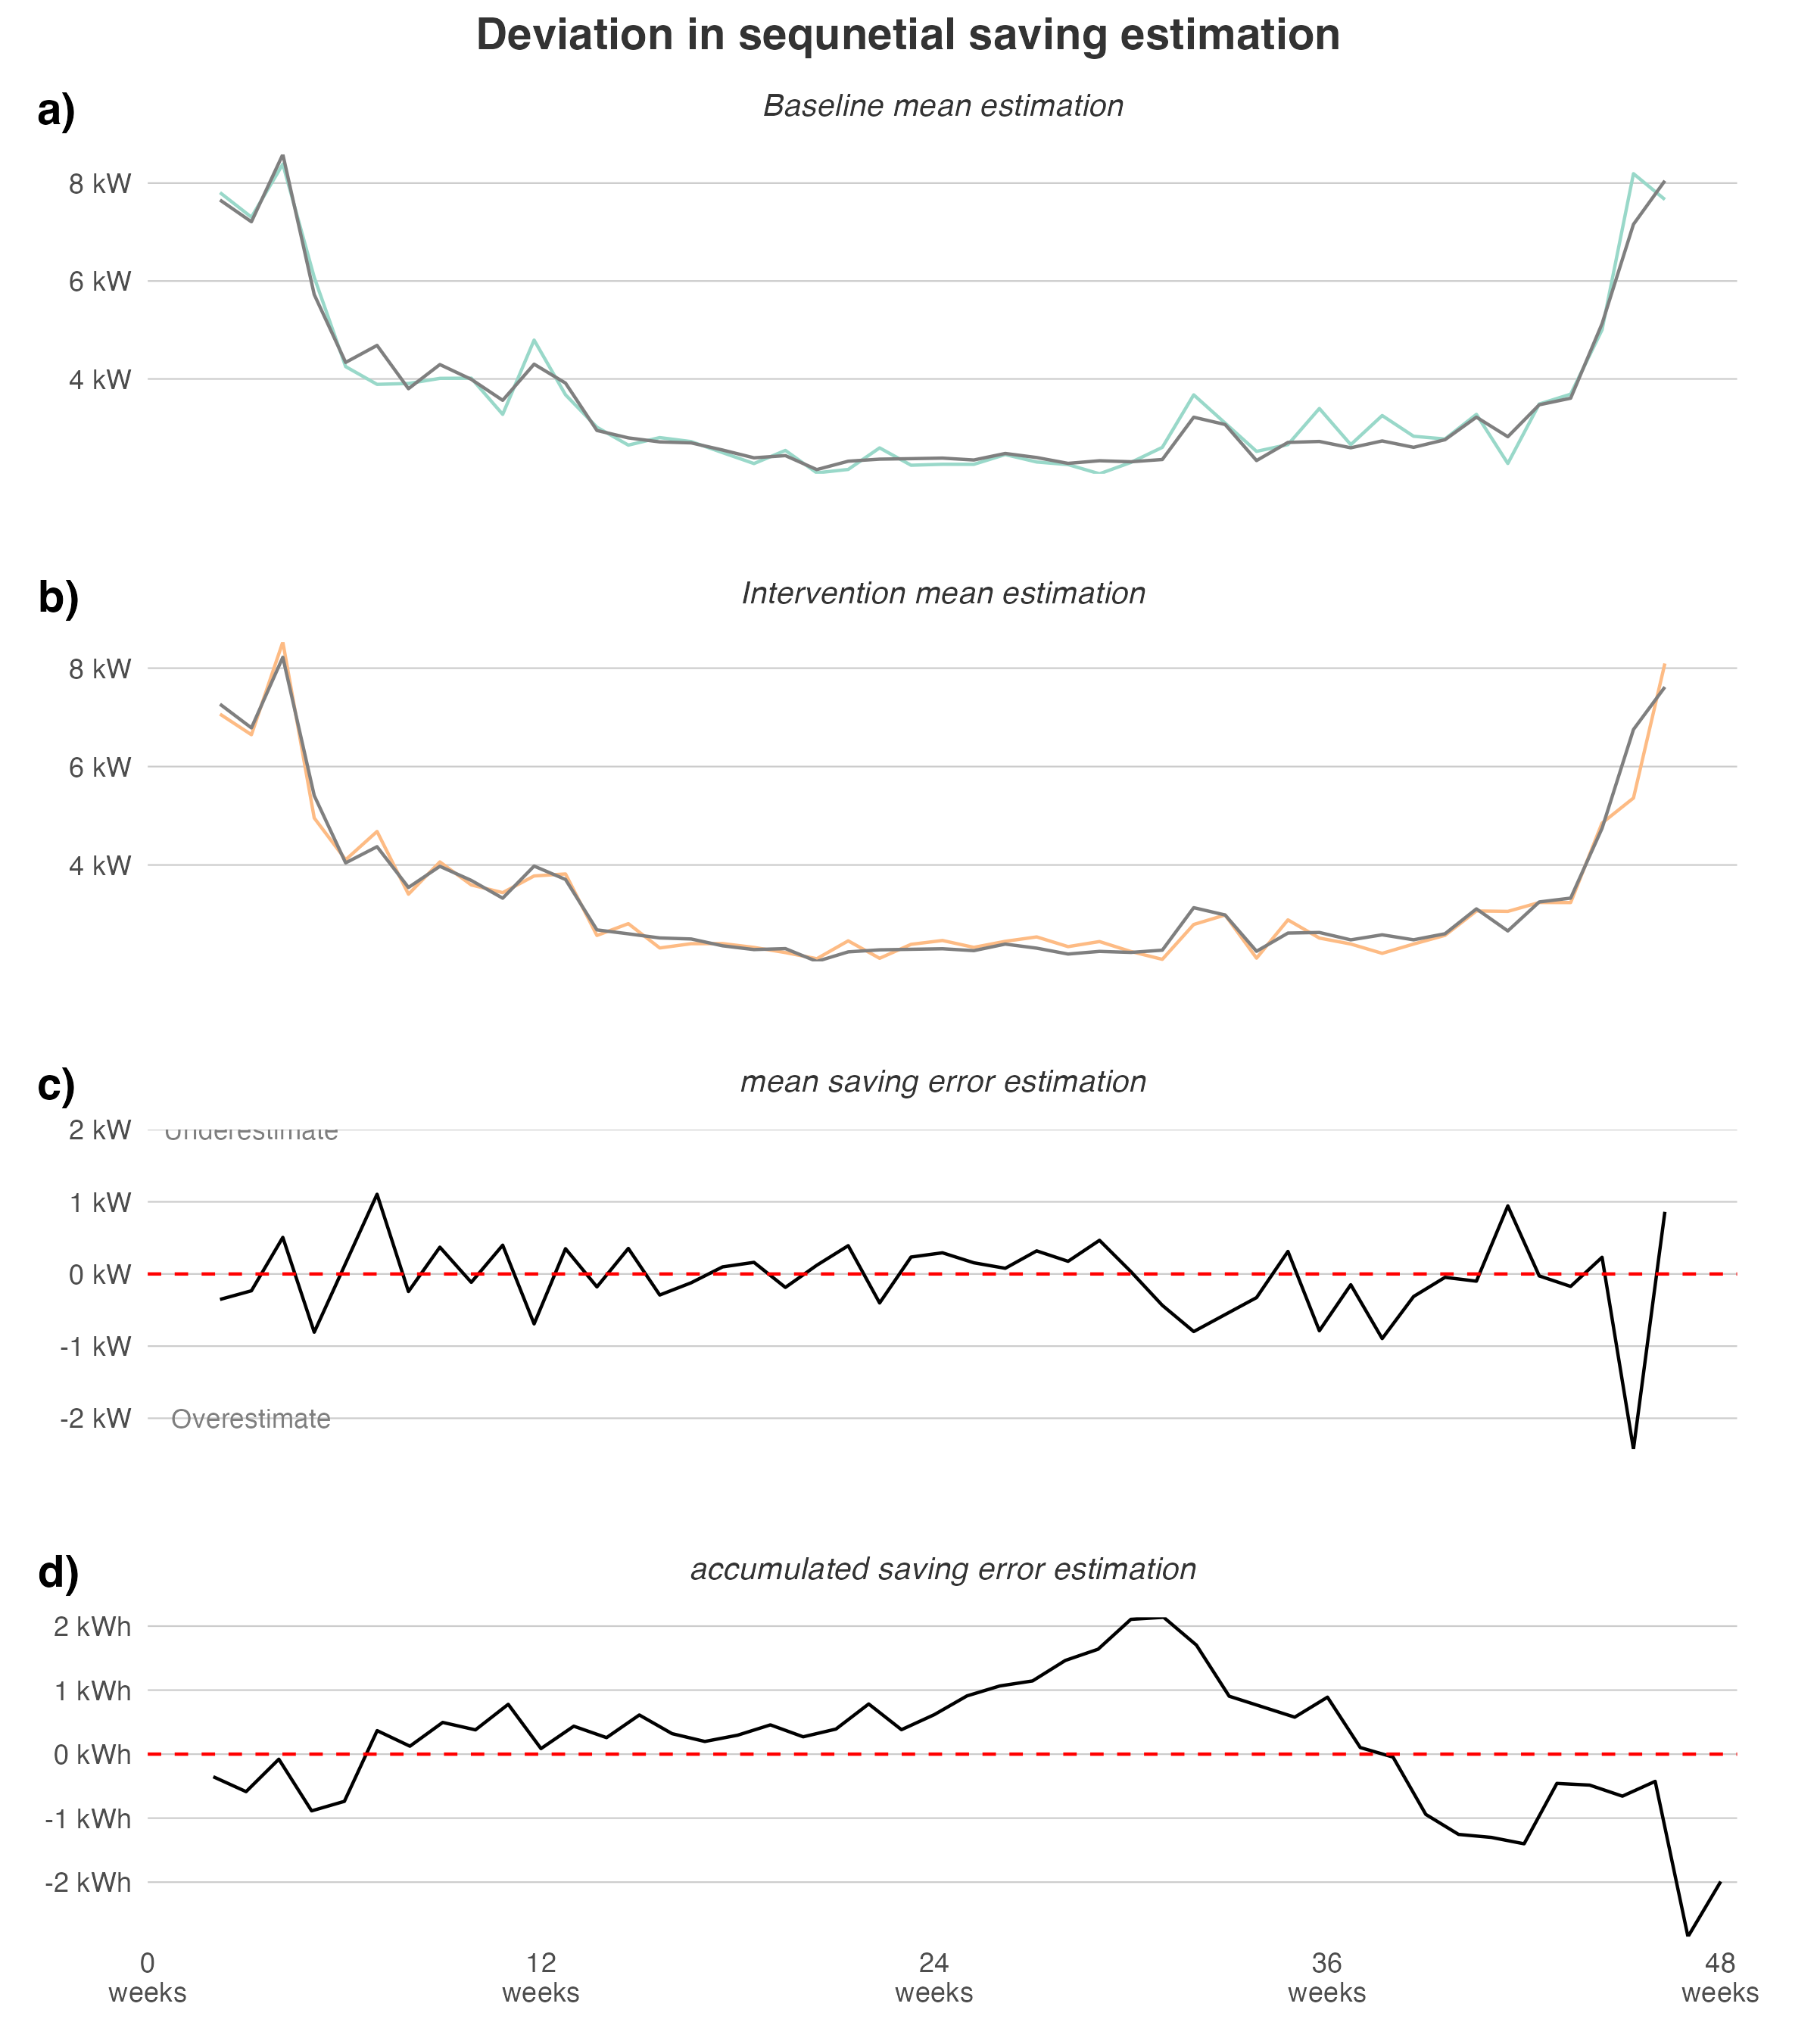 Deviation in sequnetial saving estimation
a)
Baseline mean estimation
8 kW
6 kW
4 kW
b)
Intervention mean estimation
8 kW
6 kW
4 kW
c)
mean saving error estimation
2 kW
Underestimate
1 kW
0 kW
-1 kW
-2 kW
Overestimate
d)
accumulated saving error estimation
2 kWh
1 kWh
0 kWh
-1 kWh
-2 kWh
0 12 24 36 48
weeks weeks weeks weeks weeks